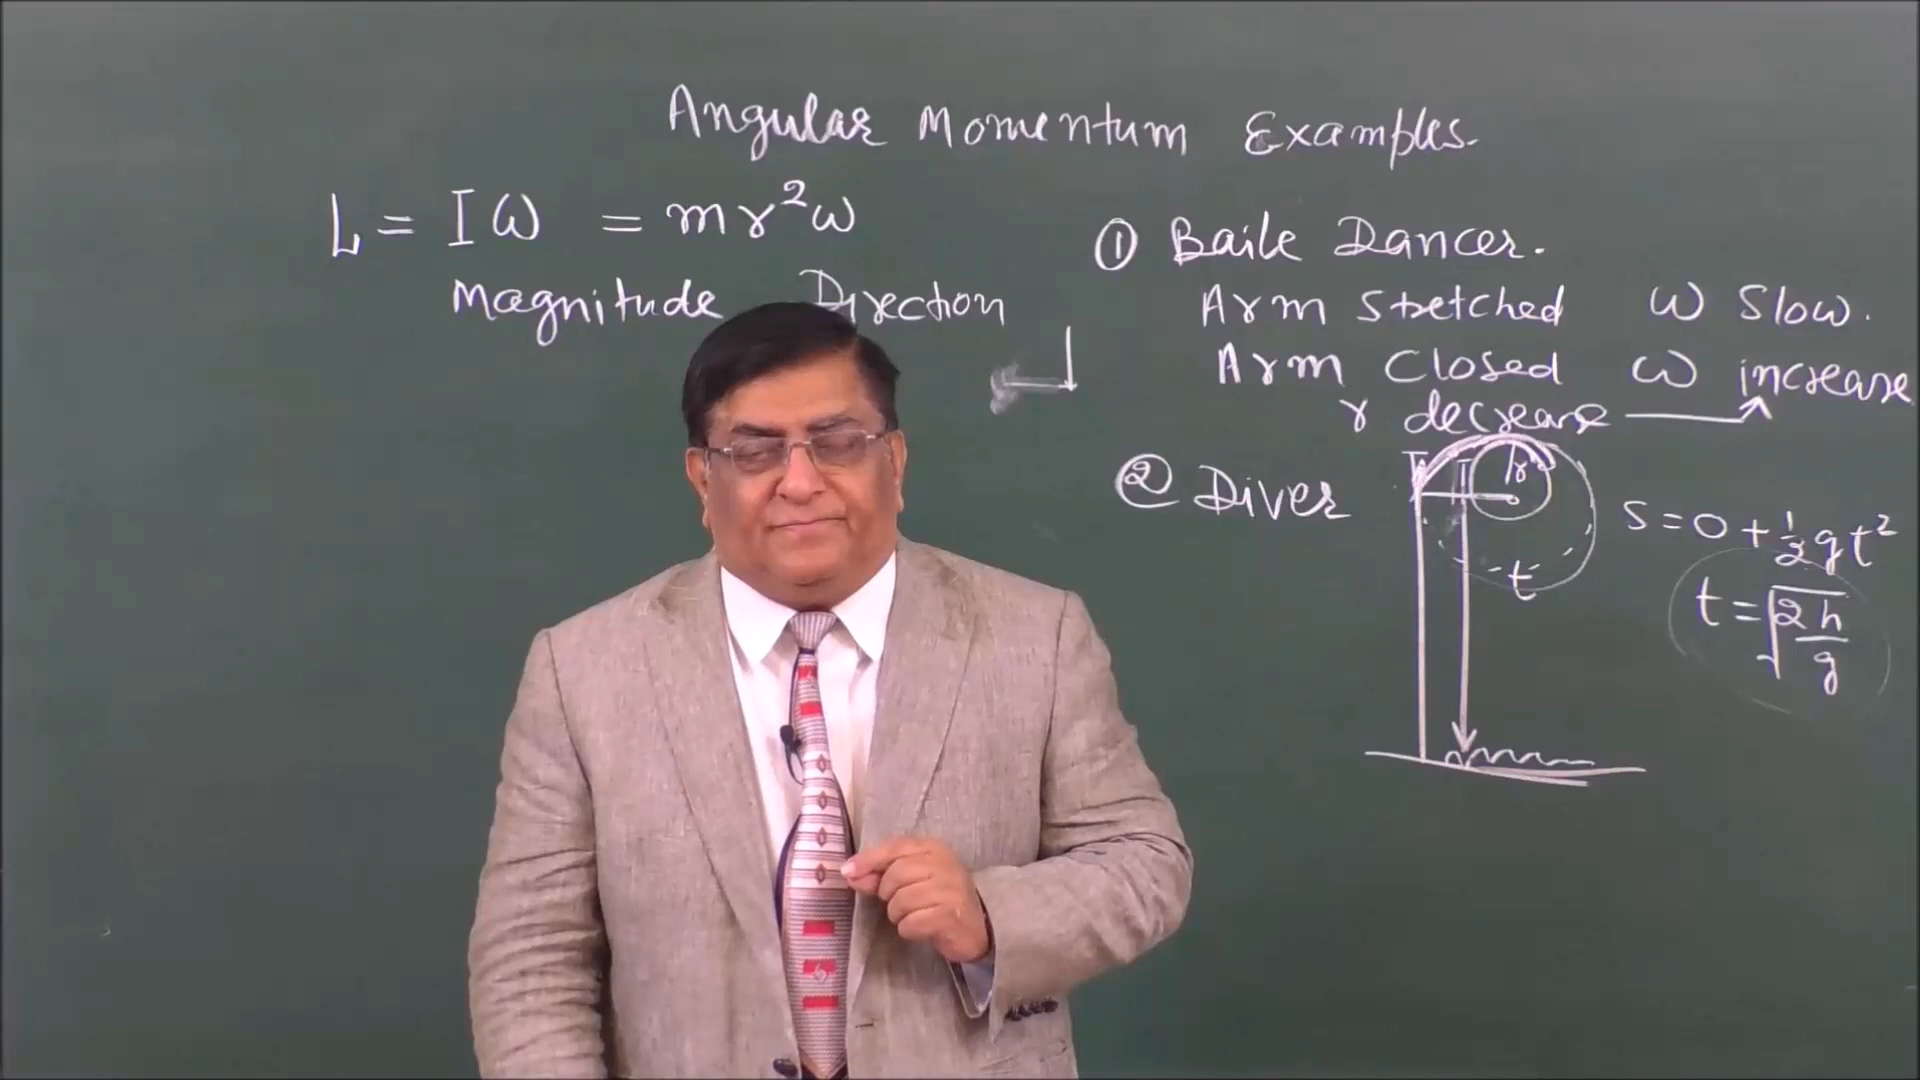 Angular Momentum Examples.
L = Iω = mr²ω
Magnitude Direction
① Baile Dancer.
Arm Stretched ω Slow.
Arm Closed ω increase
r decrease
② Diver
r
t
S = 0 + ½gt²
t = √(2h/g)